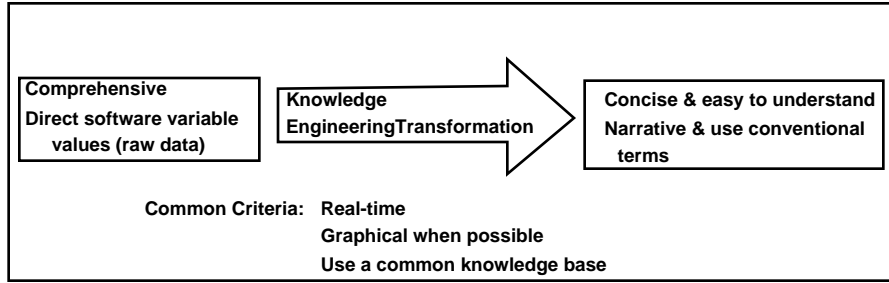 Comprehensive
Direct software variable
values (raw data)
Knowledge
EngineeringTransformation
Concise & easy to understand
Narrative & use conventional
terms
Common Criteria: Real-time
Graphical when possible
Use a common knowledge base